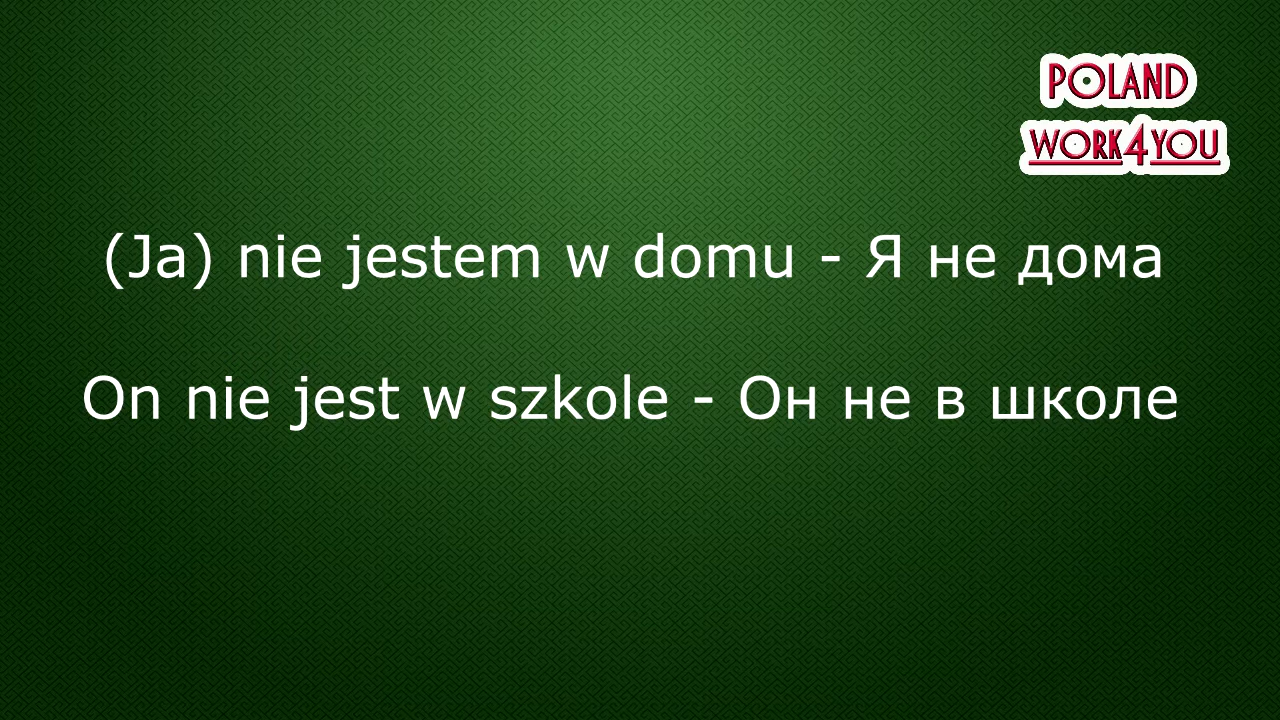 POLAND
WORK4YOU
(Ja) nie jestem w domu - Я не дома
On nie jest w szkole - Он не в школе